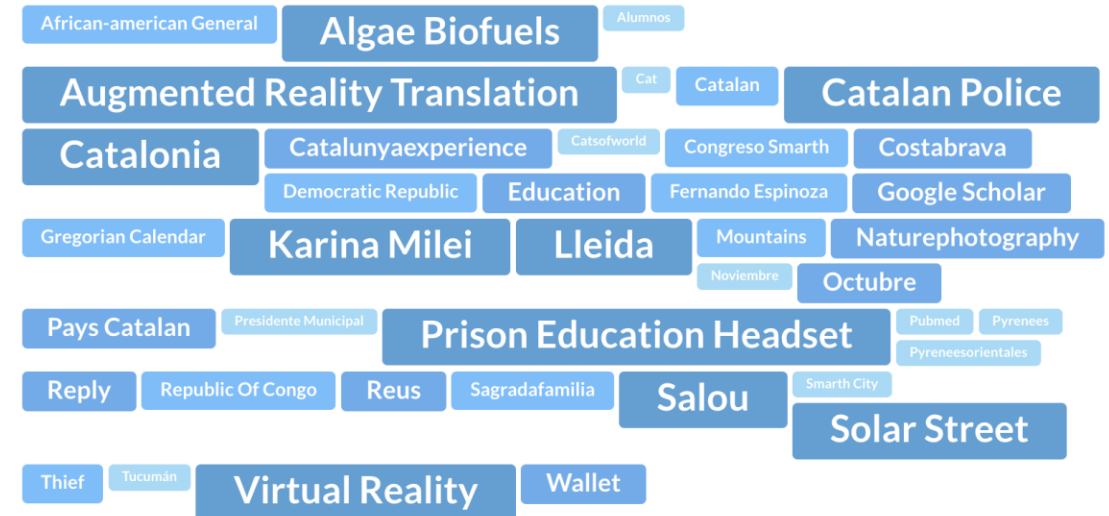 African-american General
Algae Biofuels
Alumnos
Augmented Reality Translation
Cat
Catalan
Catalan Police
Catalonia
Catalunyaexperience
Catsofworld
Congreso Smarth
Costabrava
Democratic Republic
Education
Fernando Espinoza
Google Scholar
Gregorian Calendar
Karina Milei
Lleida
Mountains
Naturephotography
Noviembre
Octubre
Pays Catalan
Presidente Municipal
Prison Education Headset
Pubmed
Pyrenees
Pyreneesorientales
Reply
Republic Of Congo
Reus
Sagradafamilia
Salou
Smarth City
Solar Street
Thief
Tucumán
Virtual Reality
Wallet